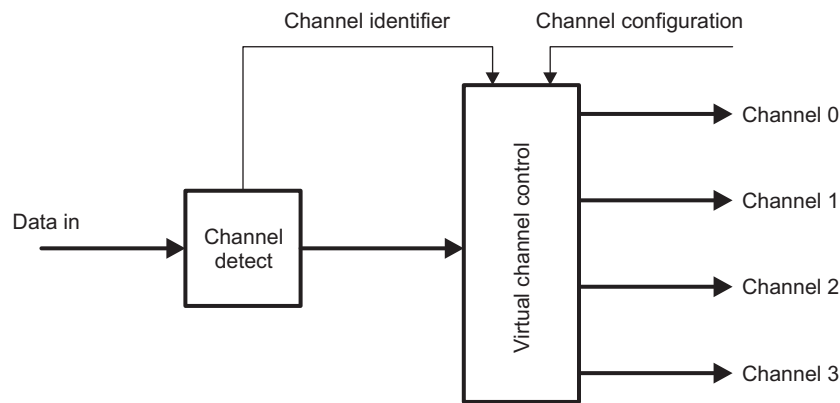 Channel identifier
Channel configuration
Channel 0
Channel 1
Data in
Channel
detect
Virtual channel control
Channel 2
Channel 3